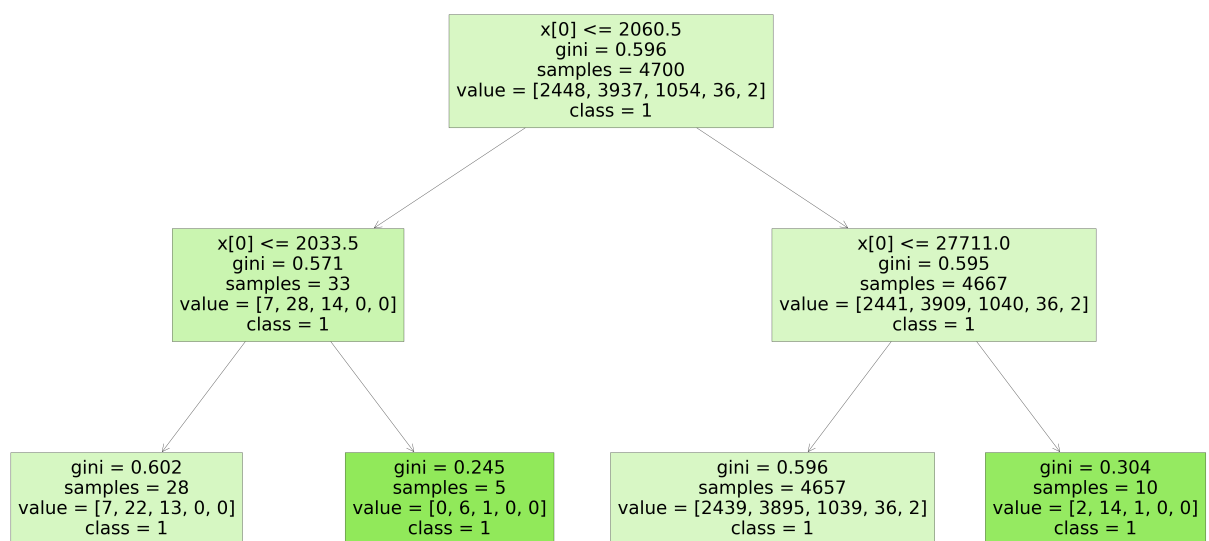 x[0] <= 2060.5
gini = 0.596
samples = 4700
value = [2448, 3937, 1054, 36, 2]
class = 1
x[0] <= 2033.5
gini = 0.571
samples = 33
value = [7, 28, 14, 0, 0]
class = 1
x[0] <= 27711.0
gini = 0.595
samples = 4667
value = [2441, 3909, 1040, 36, 2]
class = 1
gini = 0.602
samples = 28
value = [7, 22, 13, 0, 0]
class = 1
gini = 0.245
samples = 5
value = [0, 6, 1, 0, 0]
class = 1
gini = 0.596
samples = 4657
value = [2439, 3895, 1039, 36, 2]
class = 1
gini = 0.304
samples = 10
value = [2, 14, 1, 0, 0]
class = 1